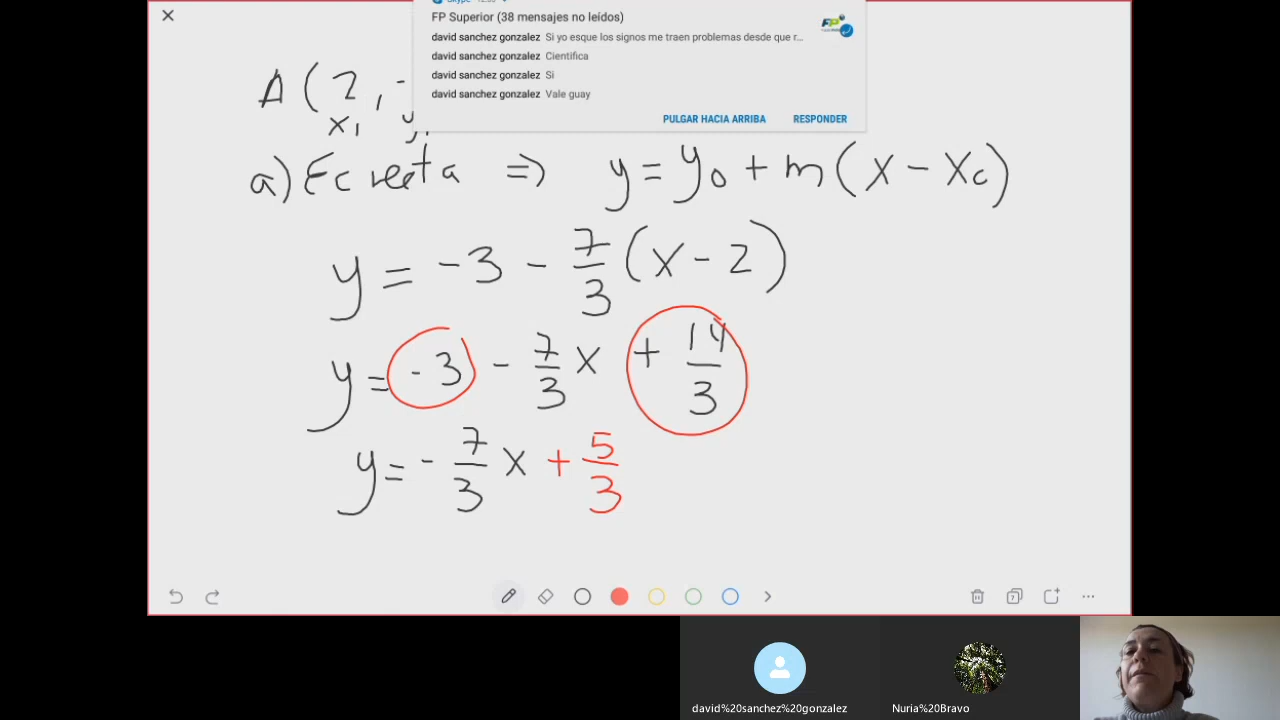 Skype
FP Superior (38 mensajes no leídos)
david sanchez gonzalez Si yo esque los signos me traen problemas desde que r...
david sanchez gonzalez Cientifica
david sanchez gonzalez Si
david sanchez gonzalez Vale guay
PULGAR HACIA ARRIBA RESPONDER
A ( 2 , -
x₁ y₁
a) Ec recta ⇒ y = y₀ + m ( x - x₀ )
y = -3 - 7/3 ( x - 2 )
y = -3 - 7/3 x + 14/3
y = - 7/3 x + 5/3
david%20sanchez%20gonzalez
Nuria%20Bravo